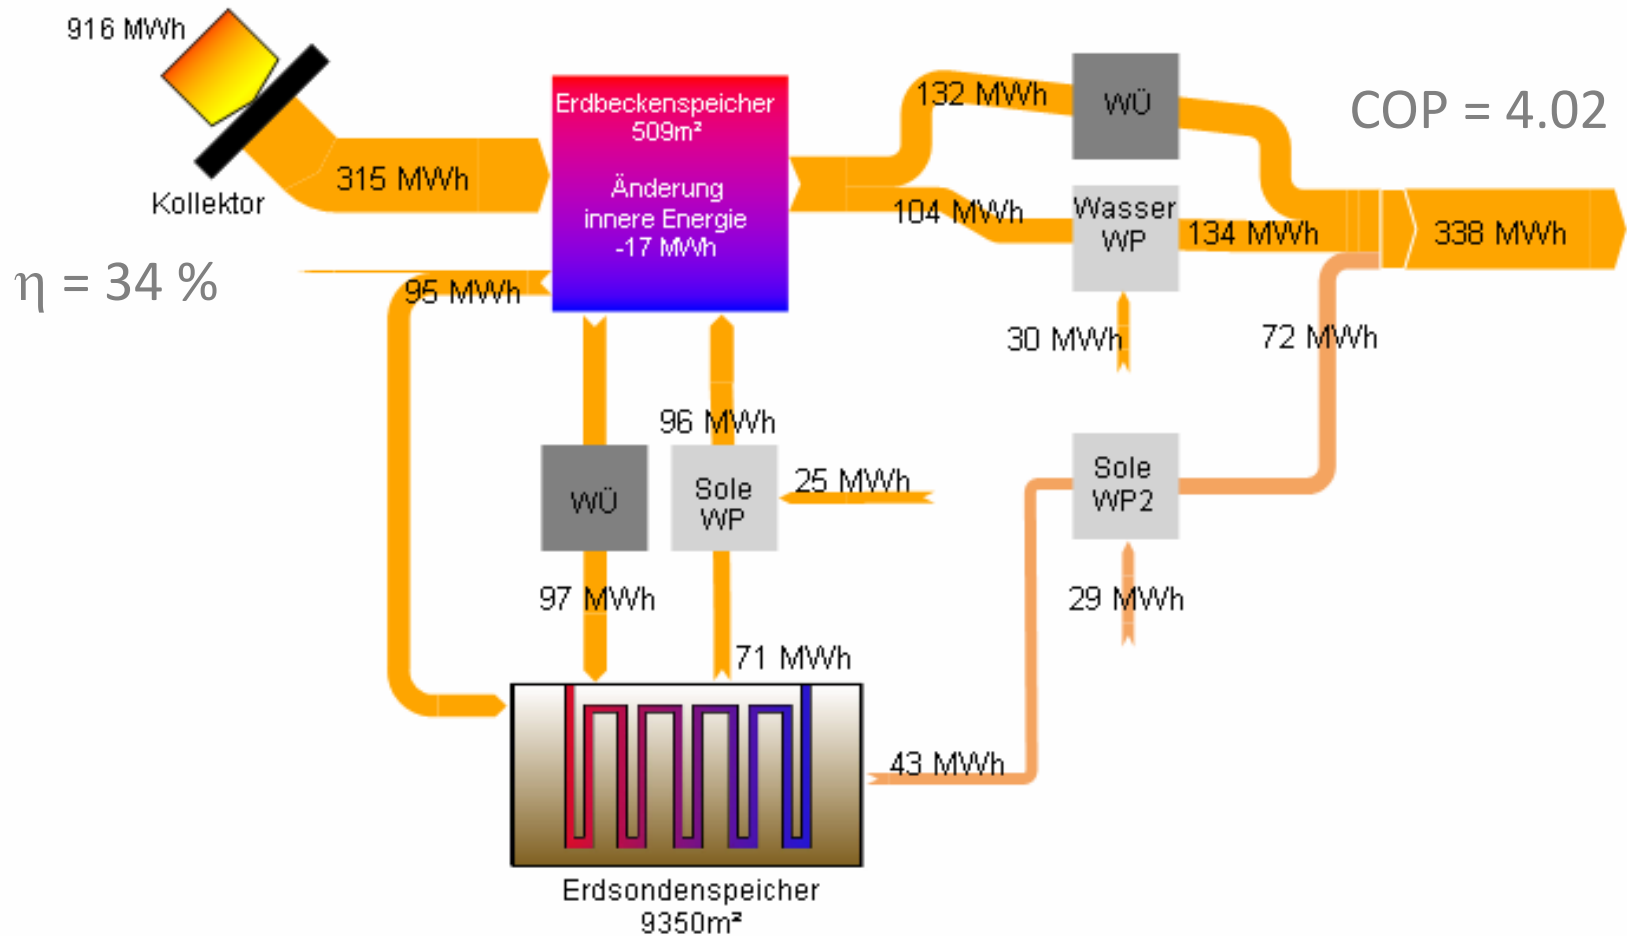 916 MWh
Kollektor
315 MWh
η = 34 %
95 MWh
Erdbeckenspeicher
509m²
Änderung
innere Energie
-17 MWh
132 MWh
WÜ
COP = 4.02
104 MWh
Wasser
WP
134 MWh
338 MWh
30 MWh
72 MWh
96 MWh
WÜ
Sole
WP
25 MWh
Sole
WP2
97 MWh
29 MWh
71 MWh
43 MWh
Erdsondenspeicher
9350m²